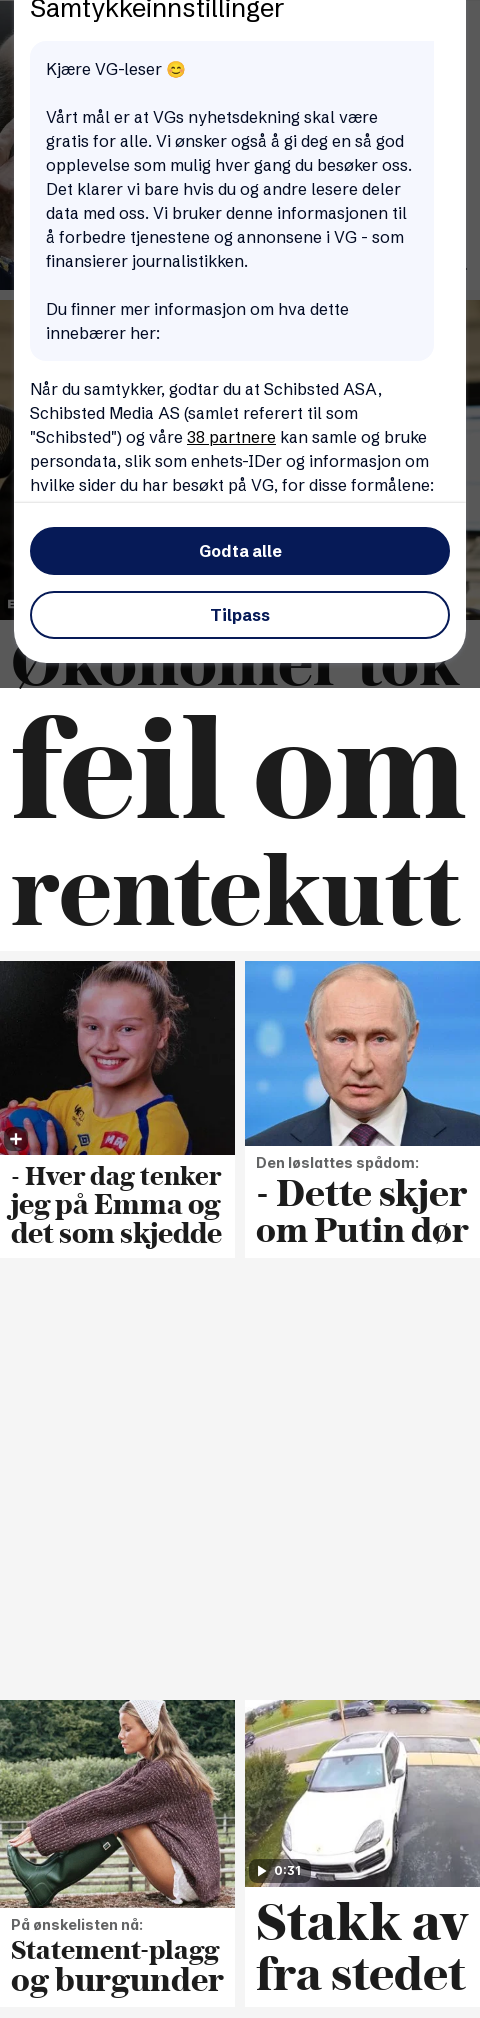 Samtykkeinnstillinger
Kjære VG-leser 😊
Vårt mål er at VGs nyhetsdekning skal være
gratis for alle. Vi ønsker også å gi deg en så god
opplevelse som mulig hver gang du besøker oss.
Det klarer vi bare hvis du og andre lesere deler
data med oss. Vi bruker denne informasjonen til
å forbedre tjenestene og annonsene i VG - som
finansierer journalistikken.
Du finner mer informasjon om hva dette
innebærer her:
Når du samtykker, godtar du at Schibsted ASA,
Schibsted Media AS (samlet referert til som
"Schibsted") og våre 38 partnere kan samle og bruke
persondata, slik som enhets-IDer og informasjon om
hvilke sider du har besøkt på VG, for disse formålene:
Godta alle
Tilpass
Økonomer tok
feil om
rentekutt
- Hver dag tenker
jeg på Emma og
det som skjedde
Den løslattes spådom:
- Dette skjer
om Putin dør
På ønskelisten nå:
Statement-plagg
og burgunder
0:31
Stakk av
fra stedet